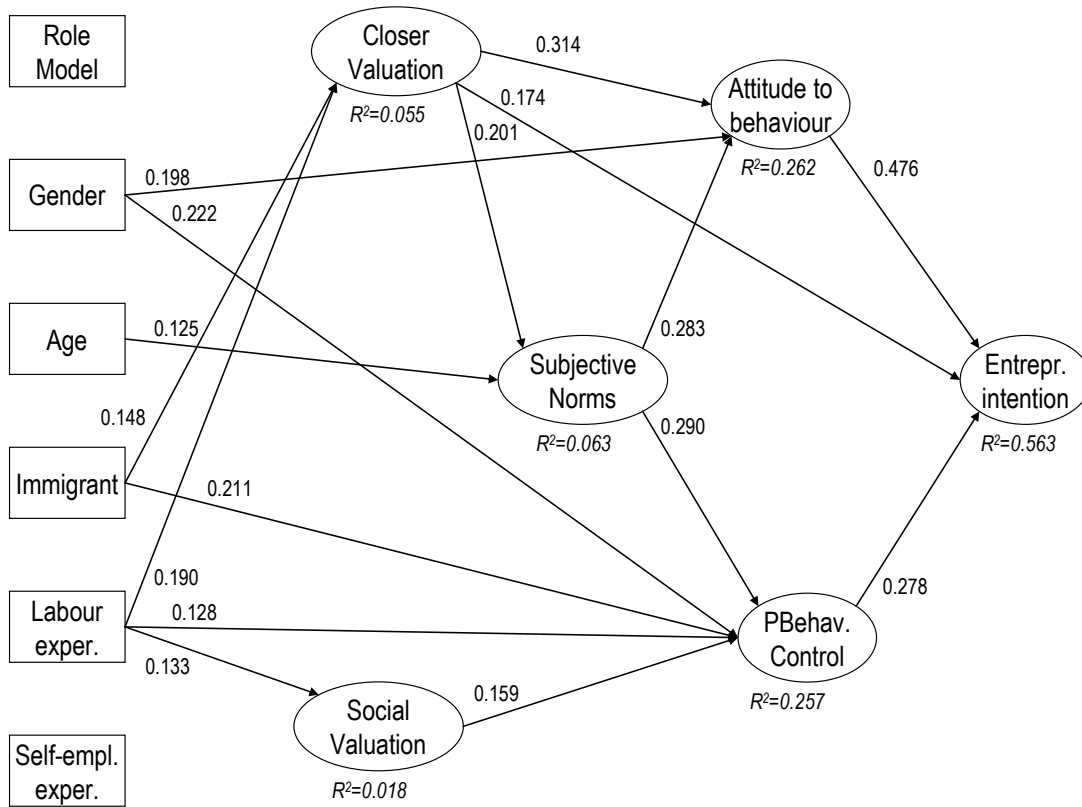 Role
Model
Closer
Valuation
R²=0.055
0.314
0.174
0.201
Attitude to
behaviour
R²=0.262
0.476
Gender
0.198
0.222
Age
0.125
Subjective
Norms
R²=0.063
0.283
0.290
Entrepr.
intention
R²=0.563
0.148
Immigrant
0.211
0.190
Labour
exper.
0.128
0.133
PBehav.
Control
R²=0.257
0.278
Social
Valuation
R²=0.018
0.159
Self-empl.
exper.